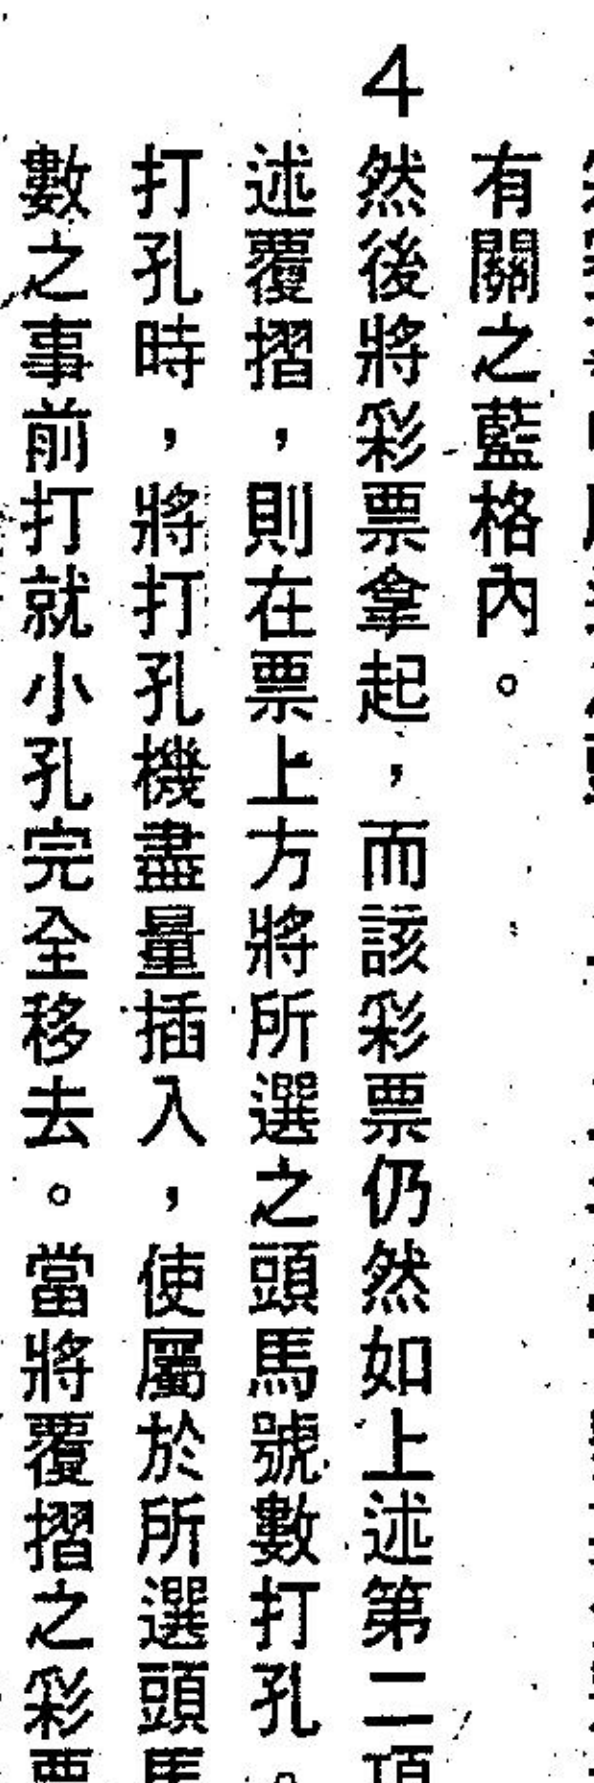 有關之藍格內。
4 然後將彩票拿起，而該彩票仍然如上述第二項
述覆摺，則在票上方將所選之頭馬號數打孔。
打孔時，將打孔機盡量插入，使屬於所選頭馬
數之事前打就小孔完全移去。當將覆摺之彩票